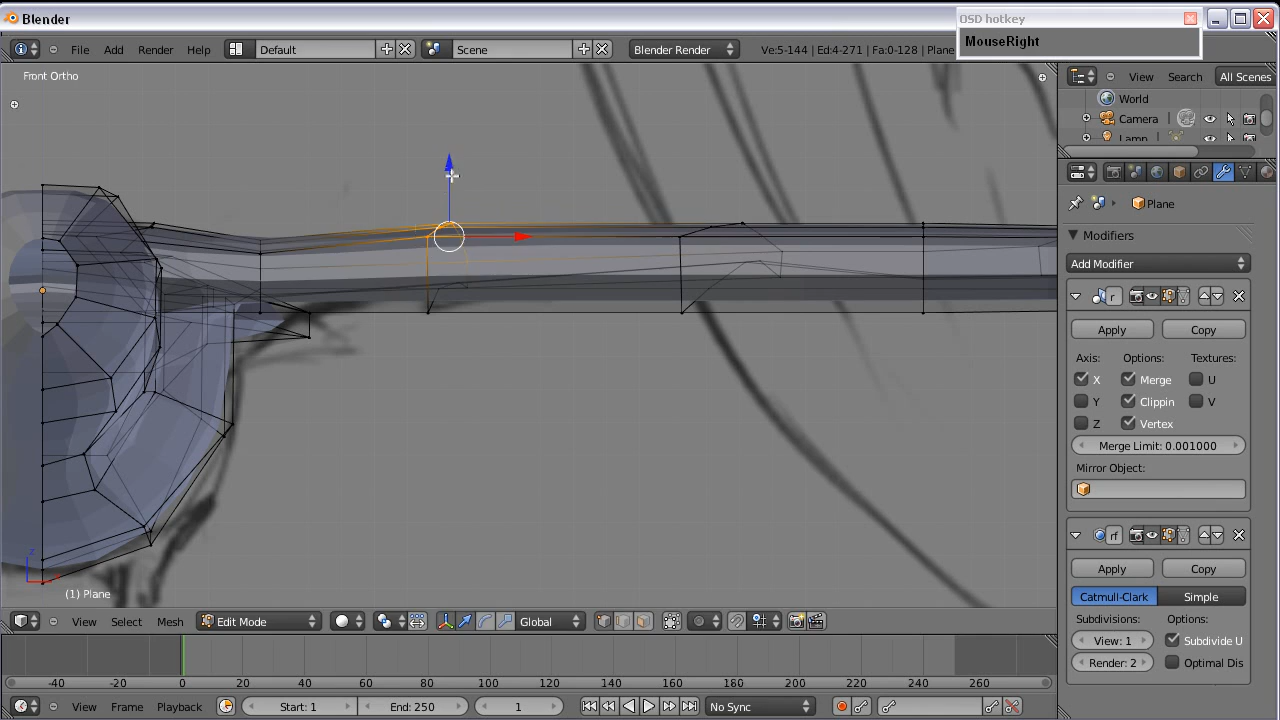 Blender
OSD hotkey
MouseRight
File Add Render Help Default Scene Blender Render Ve:5-144 | Ed:4-271 | Fa:0-128 | Plane
Front Ortho
View Search All Scenes
World
Camera
Lamp
Plane
Modifiers
Add Modifier
r
Apply Copy
Axis: Options: Textures:
X Merge U
Y Clippin V
Z Vertex
Merge Limit: 0.001000
Mirror Object:
rf
Apply Copy
Catmull-Clark Simple
Subdivisions: Options:
View: 1 Subdivide U
Render: 2 Optimal Dis
z
(1) Plane
View Select Mesh Edit Mode Global
-40 -20 0 20 40 60 80 100 120 140 160 180 200 220 240 260
View Frame Playback Start: 1 End: 250 1 No Sync